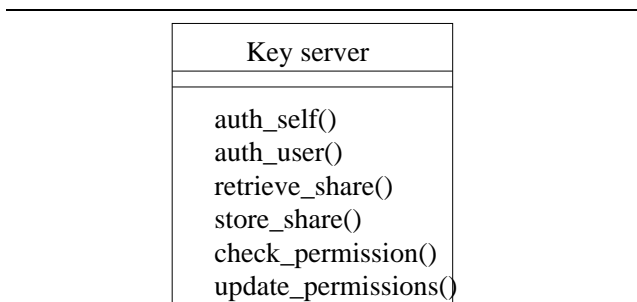 Key server
auth_self()
auth_user()
retrieve_share()
store_share()
check_permission()
update_permissions()